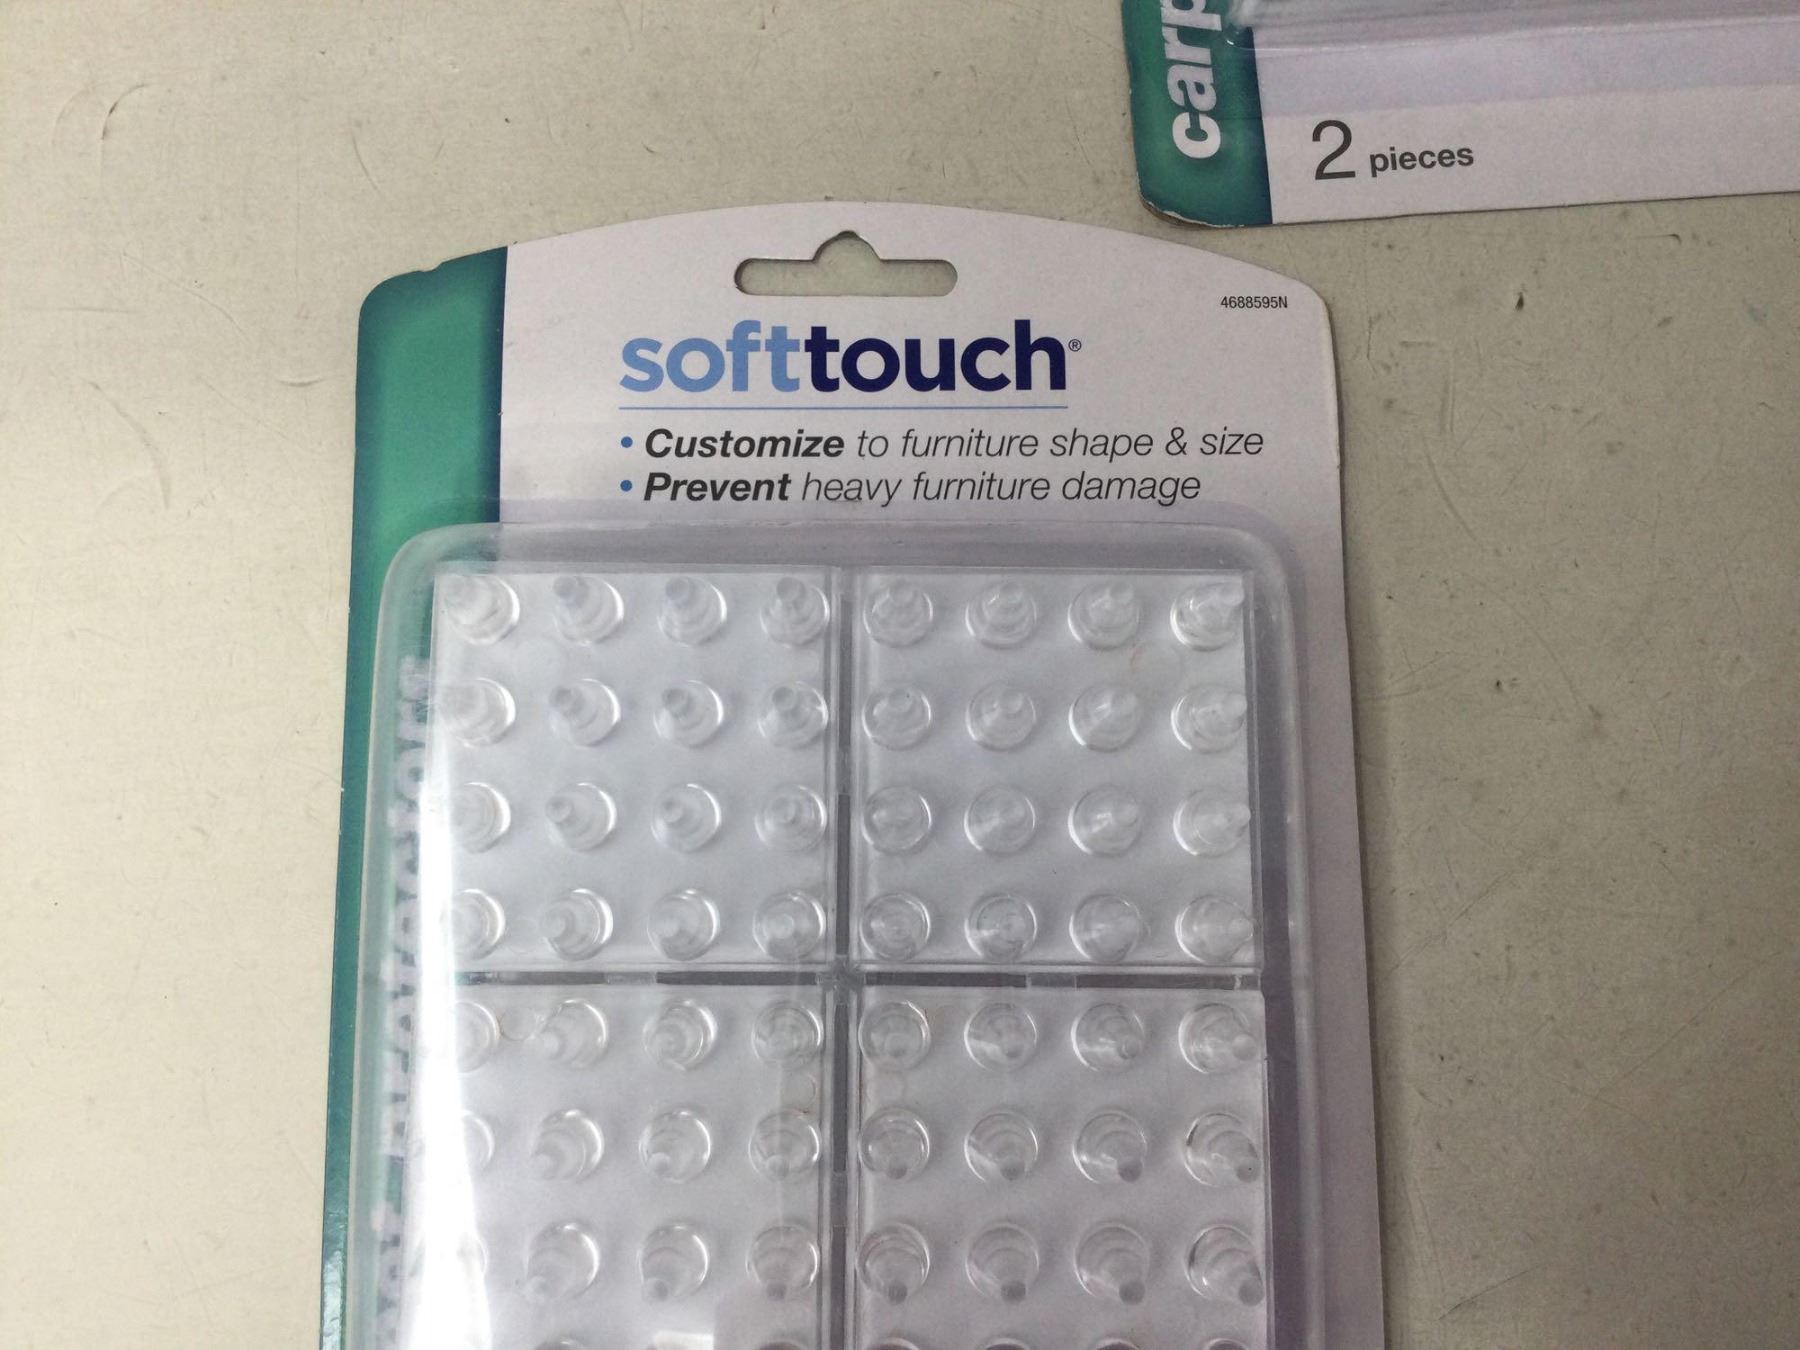 carp
2 pieces
4688595N
softtouch®
• Customize to furniture shape & size
• Prevent heavy furniture damage